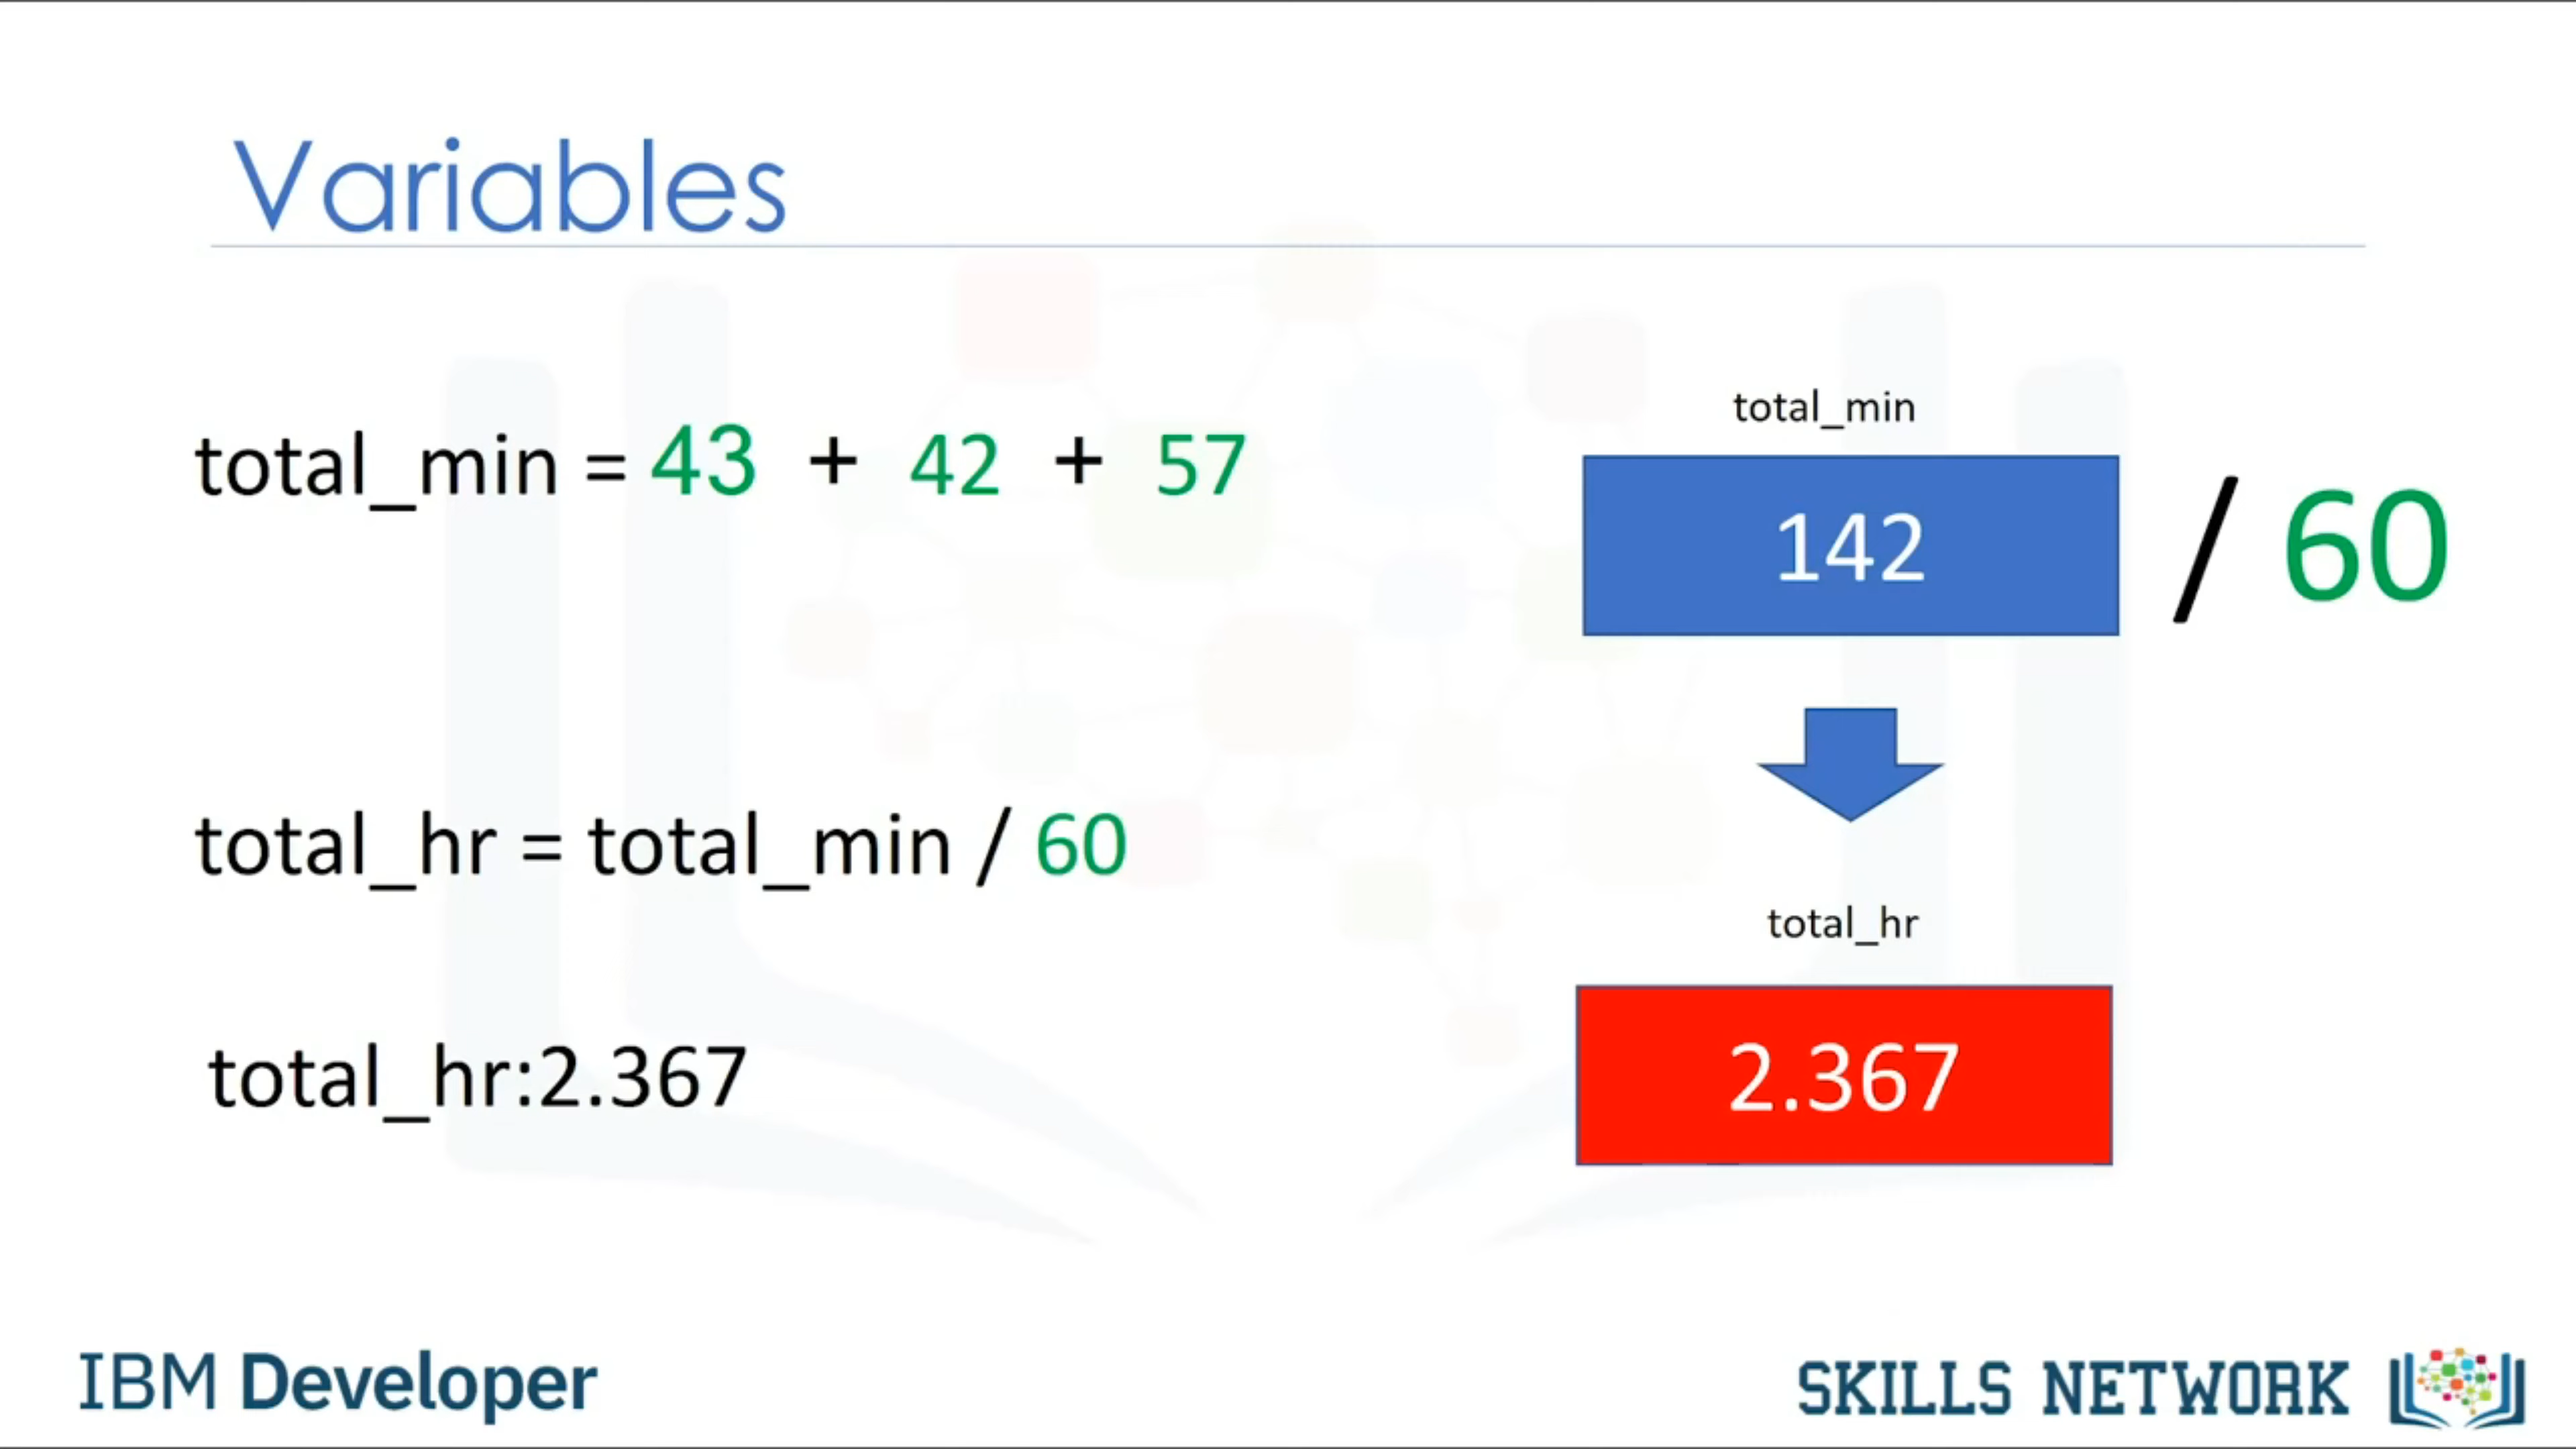 Variables
total_min = 43 + 42 + 57
total_hr = total_min / 60
total_hr:2.367
total_min
142 / 60
total_hr
2.367
IBM Developer
SKILLS NETWORK